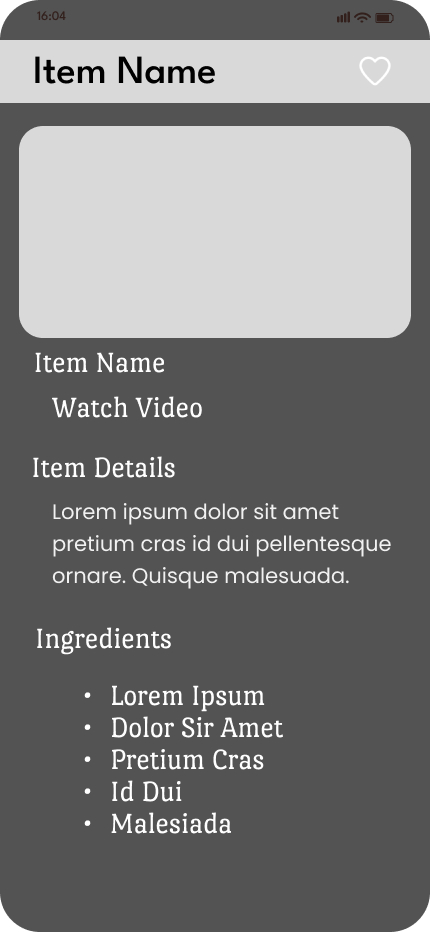 16:04
Item Name
Item Name
Watch Video
Item Details
Lorem ipsum dolor sit amet
pretium cras id dui pellentesque
ornare. Quisque malesuada.
Ingredients
• Lorem Ipsum
• Dolor Sir Amet
• Pretium Cras
• Id Dui
• Malesiada